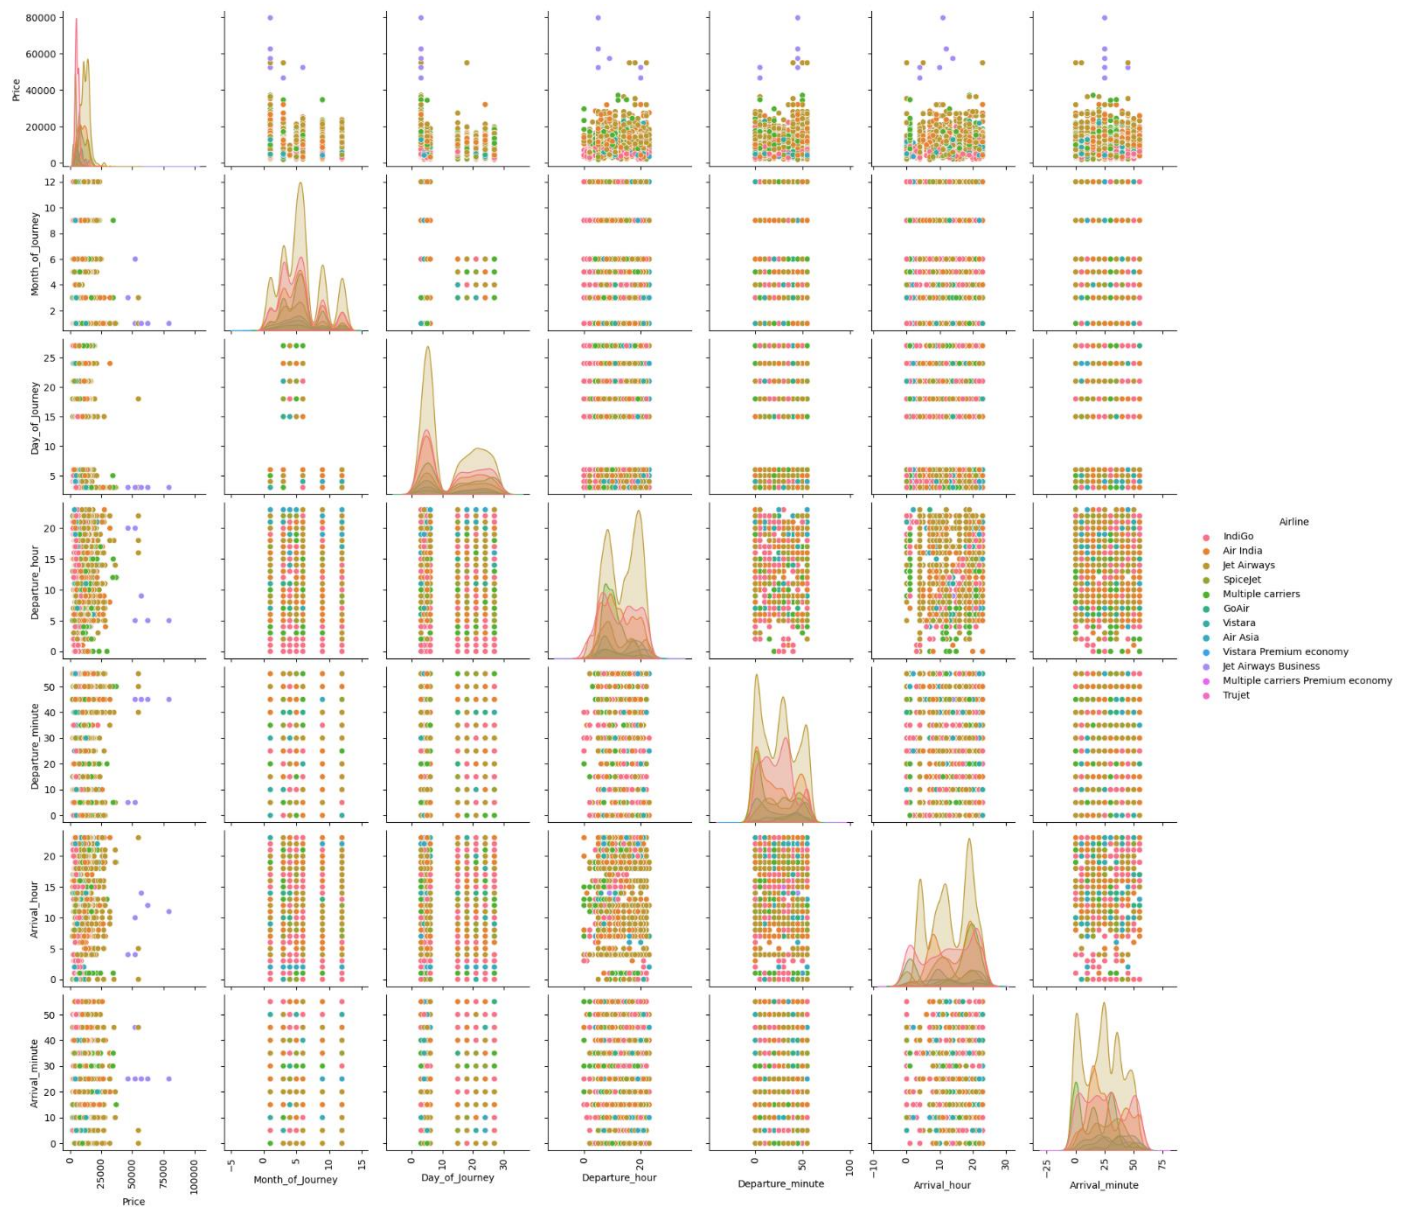 80000
60000
40000
20000
0
Price
12
10
8
6
4
2
Month_of_Journey
25
20
15
10
5
Day_of_Journey
20
15
10
5
0
Departure_hour
50
40
30
20
10
0
Departure_minute
20
15
10
5
0
Arrival_hour
50
40
30
20
10
0
Arrival_minute
0
25000
50000
75000
100000
Price
−5
0
5
10
15
Month_of_Journey
0
10
20
30
Day_of_Journey
0
20
Departure_hour
0
50
100
Departure_minute
−10
0
10
20
30
Arrival_hour
−25
0
25
50
75
Arrival_minute
Airline
IndiGo
Air India
Jet Airways
SpiceJet
Multiple carriers
GoAir
Vistara
Air Asia
Vistara Premium economy
Jet Airways Business
Multiple carriers Premium economy
Trujet